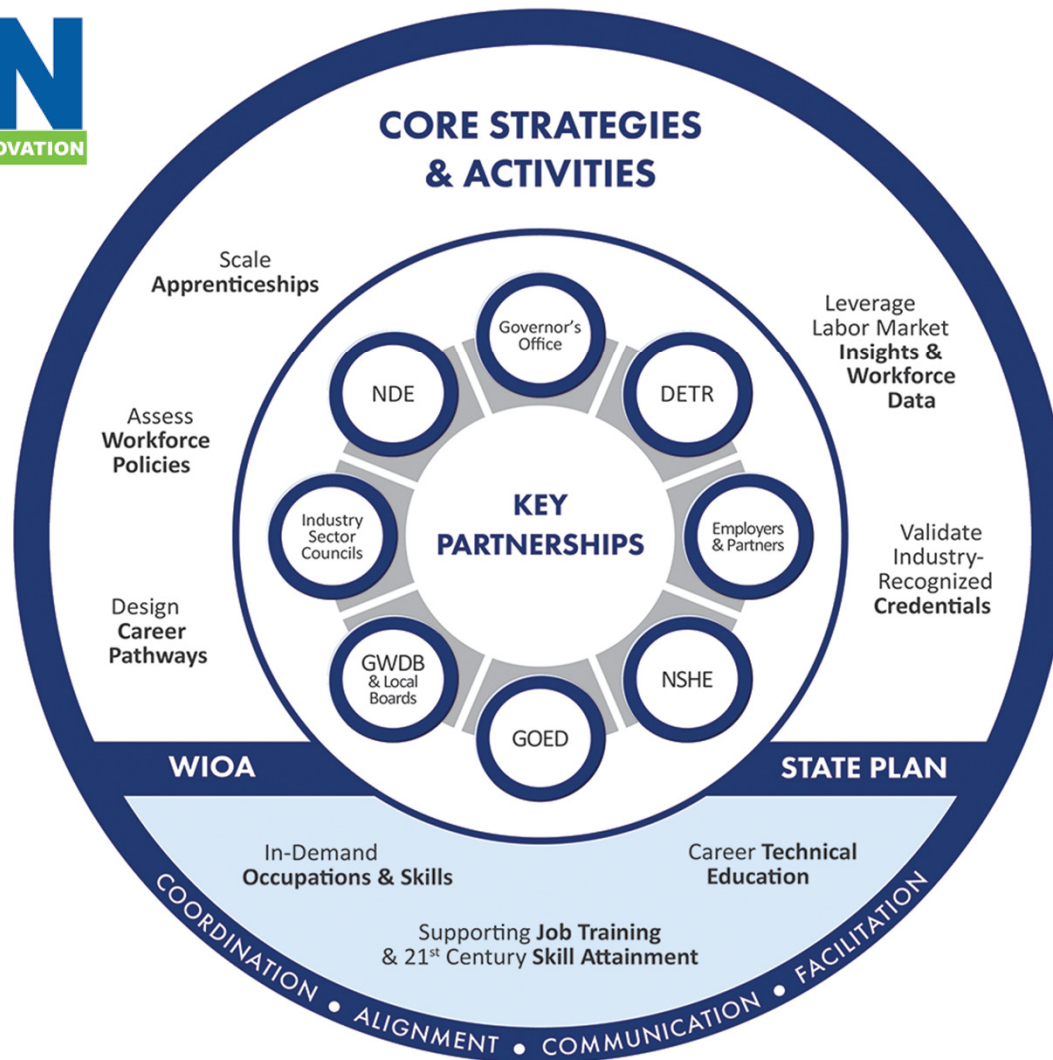 N
OVATION
CORE STRATEGIES
& ACTIVITIES
Scale
Apprenticeships
Assess
Workforce
Policies
Design
Career
Pathways
Leverage
Labor Market
Insights &
Workforce
Data
Validate
Industry-
Recognized
Credentials
Governor's
Office
DETR
Employers
& Partners
NSHE
GOED
GWDB
& Local
Boards
Industry
Sector
Councils
NDE
KEY
PARTNERSHIPS
WIOA
STATE PLAN
In-Demand
Occupations & Skills
Career Technical
Education
Supporting Job Training
& 21st Century Skill Attainment
COORDINATION • ALIGNMENT • COMMUNICATION • FACILITATION